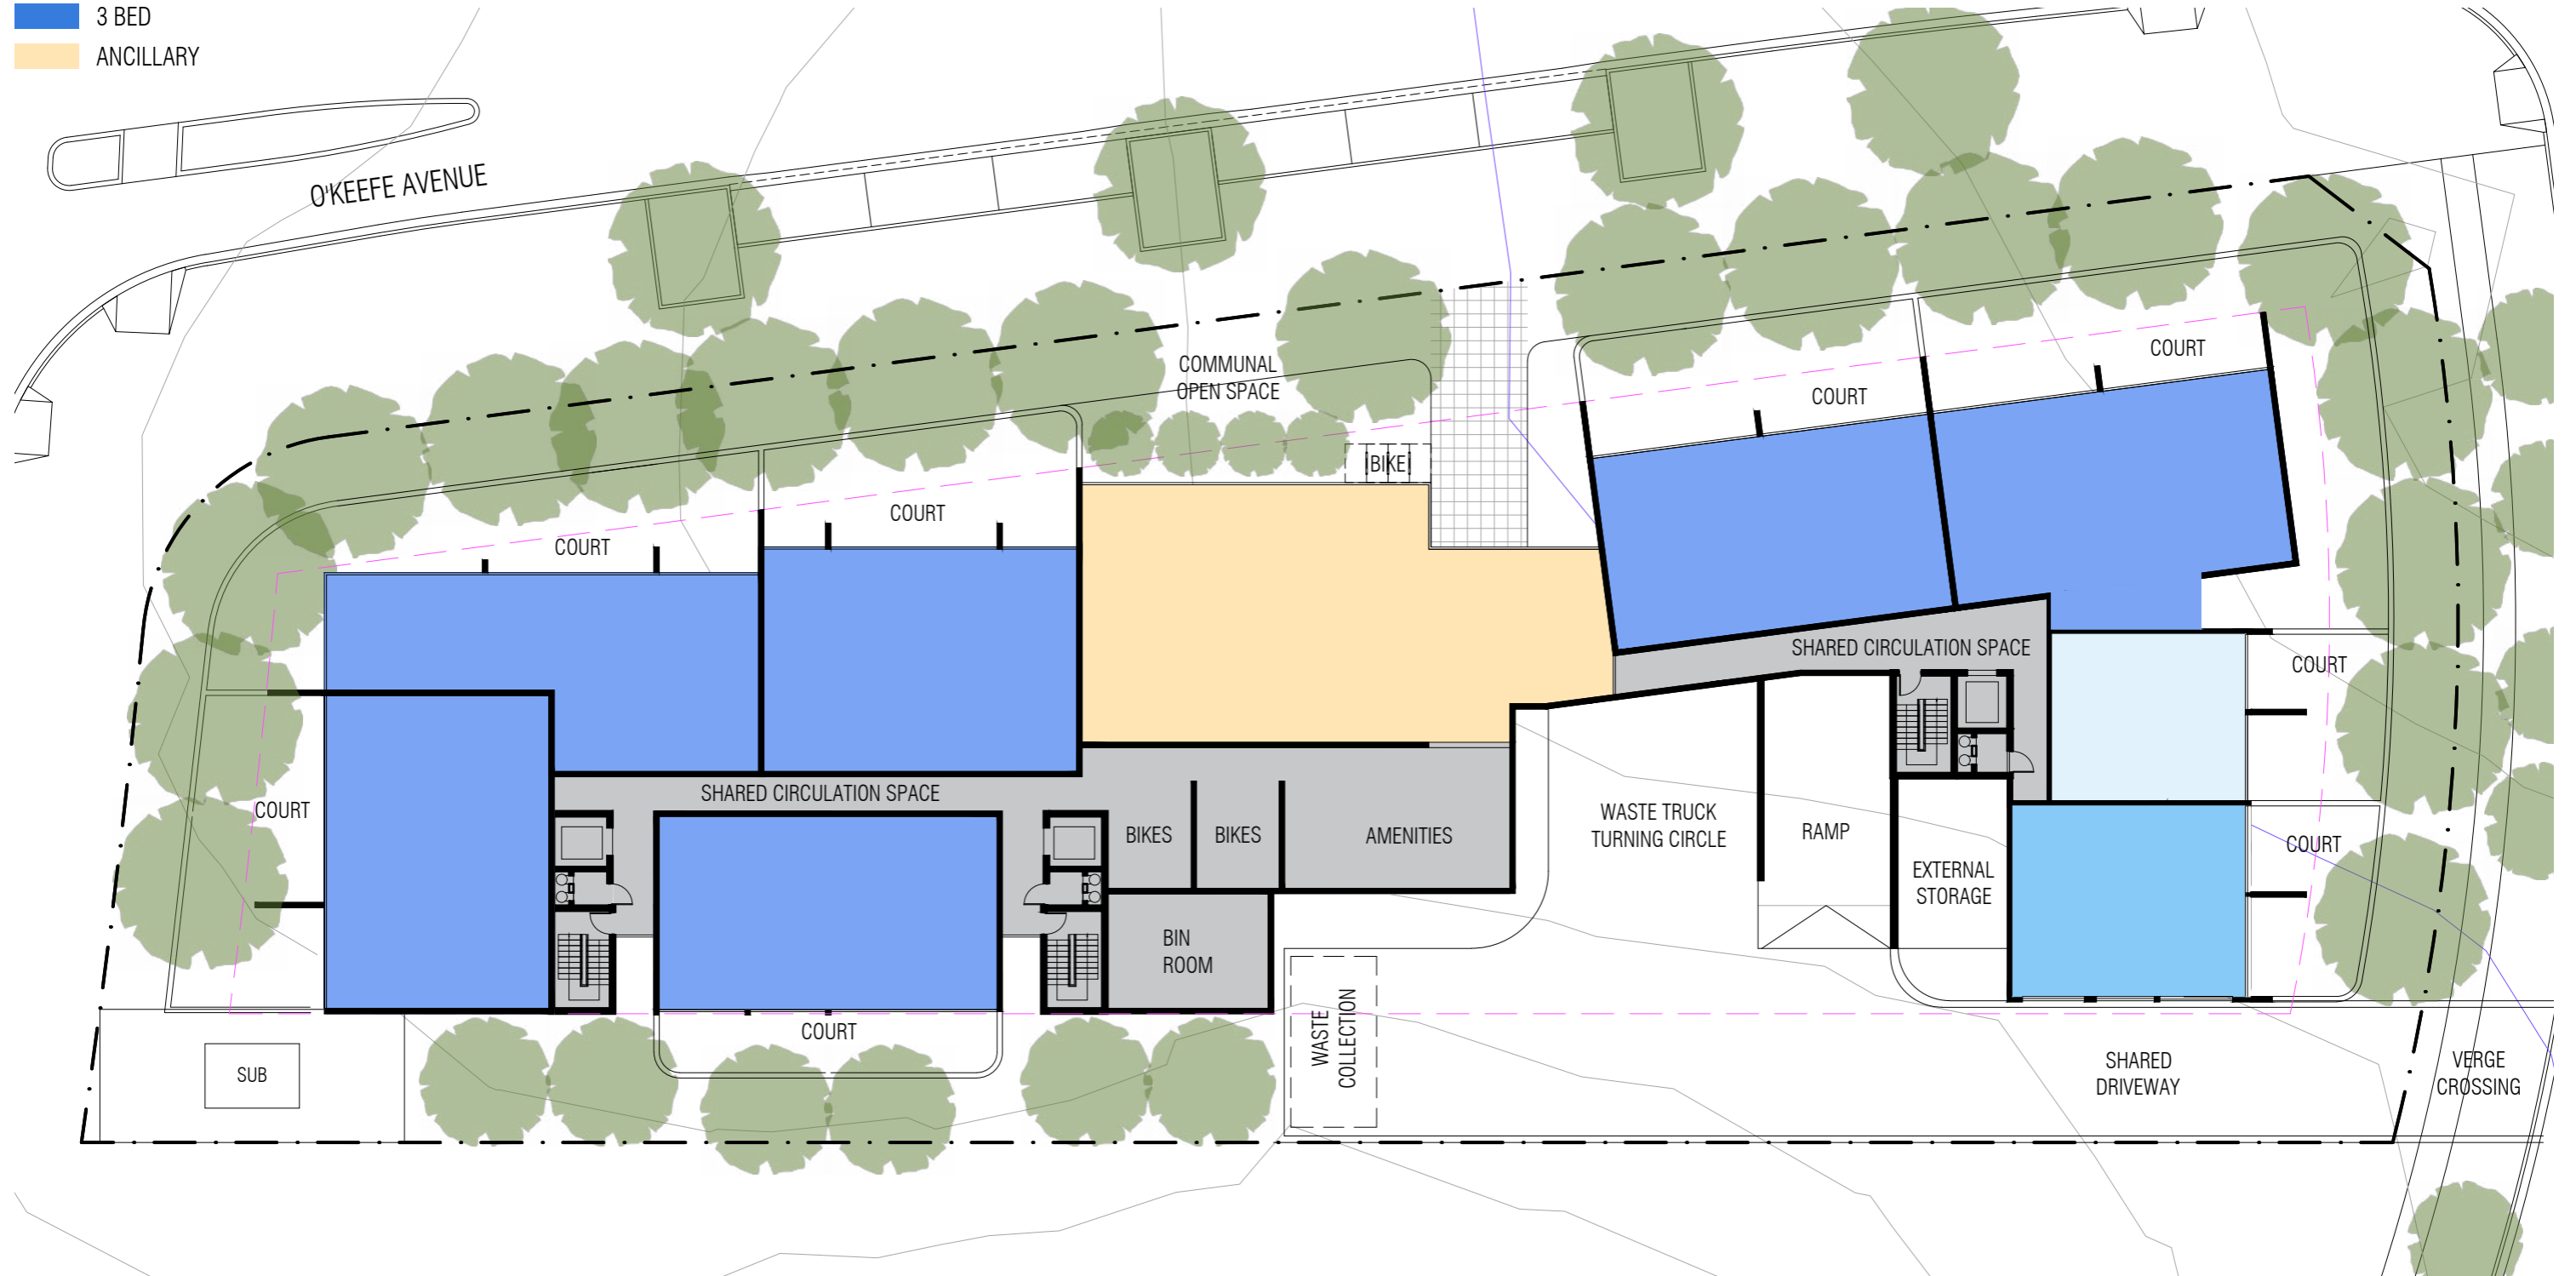 3 BED
ANCILLARY
O'KEEFE AVENUE
COMMUNAL
OPEN SPACE
COURT
COURT
BIKE
COURT
COURT
SHARED CIRCULATION SPACE
COURT
COURT
SHARED CIRCULATION SPACE
BIKES
BIKES
AMENITIES
WASTE TRUCK
TURNING CIRCLE
RAMP
EXTERNAL
STORAGE
COURT
BIN
ROOM
COURT
SUB
WASTE
COLLECTION
SHARED
DRIVEWAY
VERGE
CROSSING